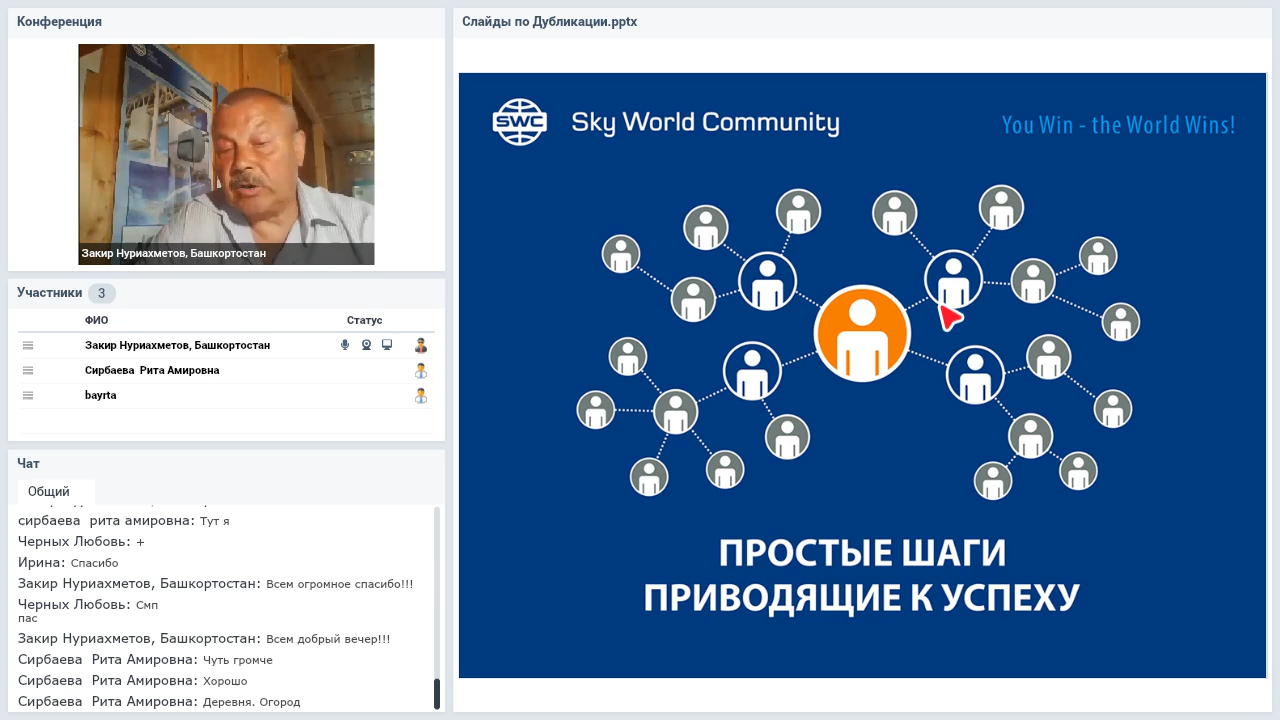 Конференция
Закир Нуриахметов, Башкортостан
Участники 3
ФИО Статус
Закир Нуриахметов, Башкортостан
Сирбаева Рита Амировна
bayrta
Чат
Общий
сирбаева рита амировна: Тут я
Черных Любовь: +
Ирина: Спасибо
Закир Нуриахметов, Башкортостан: Всем огромное спасибо!!!
Черных Любовь: Смп
пас
Закир Нуриахметов, Башкортостан: Всем добрый вечер!!!
Сирбаева Рита Амировна: Чуть громче
Сирбаева Рита Амировна: Хорошо
Сирбаева Рита Амировна: Деревня. Огород
Слайды по Дубликации.pptx
SWC Sky World Community
You Win - the World Wins!
ПРОСТЫЕ ШАГИ
ПРИВОДЯЩИЕ К УСПЕХУ